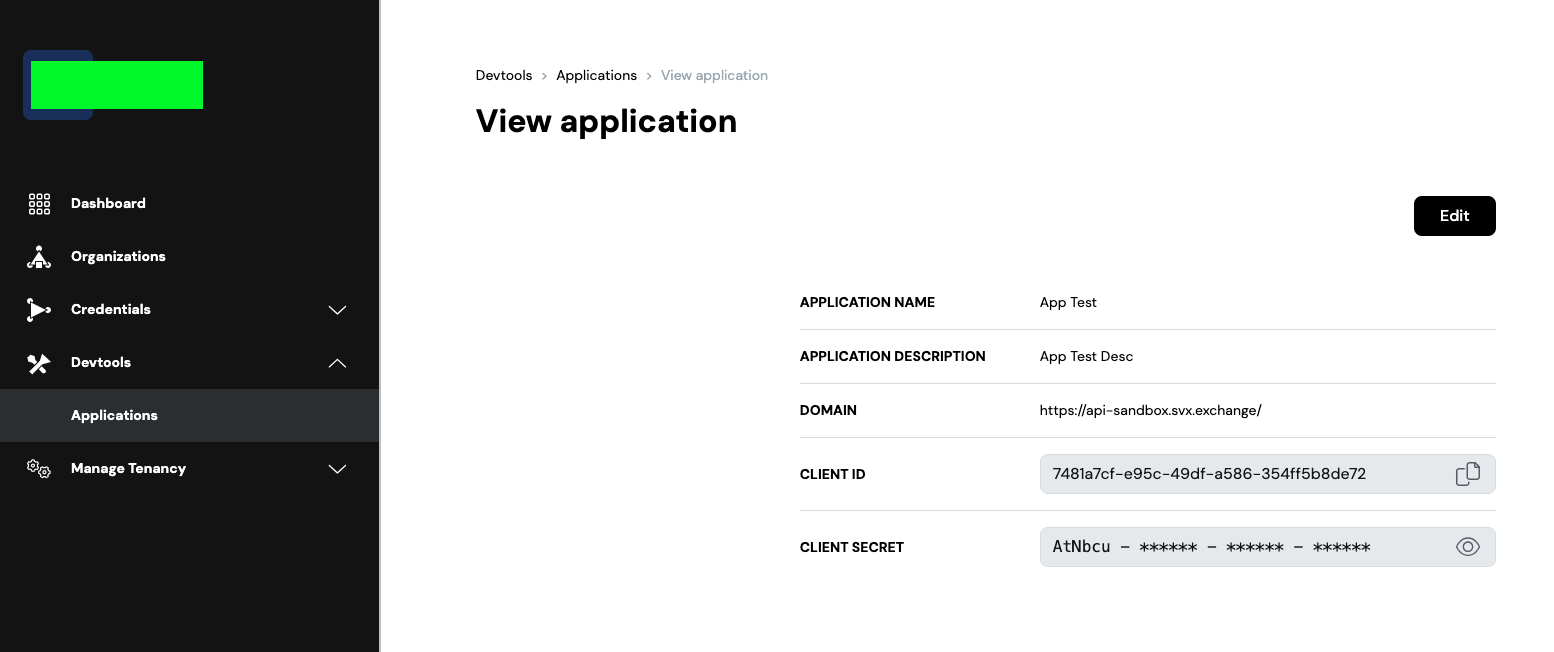 Devtools > Applications > View application
View application
Dashboard
Organizations
Credentials
Devtools
Applications
Manage Tenancy
Edit
APPLICATION NAME App Test
APPLICATION DESCRIPTION App Test Desc
DOMAIN https://api-sandbox.svx.exchange/
CLIENT ID 7481a7cf-e95c-49df-a586-354ff5b8de72
CLIENT SECRET AtNbcu - ****** - ****** - ******